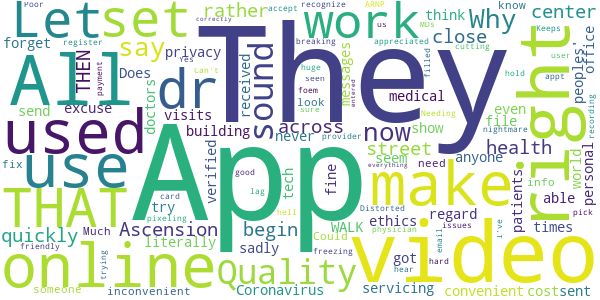 Poor
Let
set
forget
say
ARNP
us
breaking
correctly
recognize
accept
MUs
appreciated
cutting
huge
seen
foem
sure
filled
hold
appt
user
work
Why
close
rather
think
know
center
office
privacy
messages
register
payment
Yes
can't
entered
Keeps
nightmare
recording
They
App
All
dr
sound
received
look
THEN
Does
excuse
send
doctors
visits
building
across
never
provider
show
medical
now
street
even
file
health
anyone
right
peoples'
world
personal
used
use
fix
verified
try
tech
lag
good
fine
seem
need
everything
make
info
able
patients
pick
THAT
quickly
Much
literally
Ascension
begin
sadly
card
pixeling
hell
freezing
Could
WALK
Distorted
physician
hear
ethics
regard
issues
Needing
i've
times
online
friendly
trying
someone
inconvenient
Quality
Coronavirus
got
hard
email
servicing
convenient
cost
sent
video